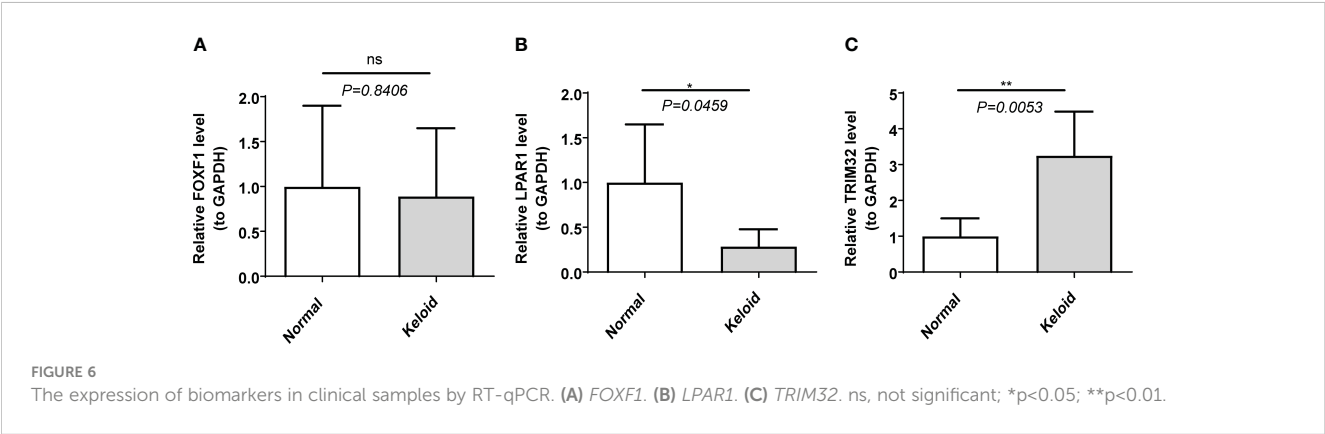 A
ns
P=0.8406
Relative FOXF1 level
(to GAPDH)
2.0
1.5
1.0
0.5
0.0
Normal
Keloid
B
*
P=0.0459
Relative LPAR1 level
(to GAPDH)
2.0
1.5
1.0
0.5
0.0
Normal
Keloid
C
**
P=0.0053
Relative TRIM32 level
(to GAPDH)
5
4
3
2
1
0
Normal
Keloid
FIGURE 6
The expression of biomarkers in clinical samples by RT-qPCR. (A) FOXF1. (B) LPAR1. (C) TRIM32. ns, not significant; *p<0.05; **p<0.01.